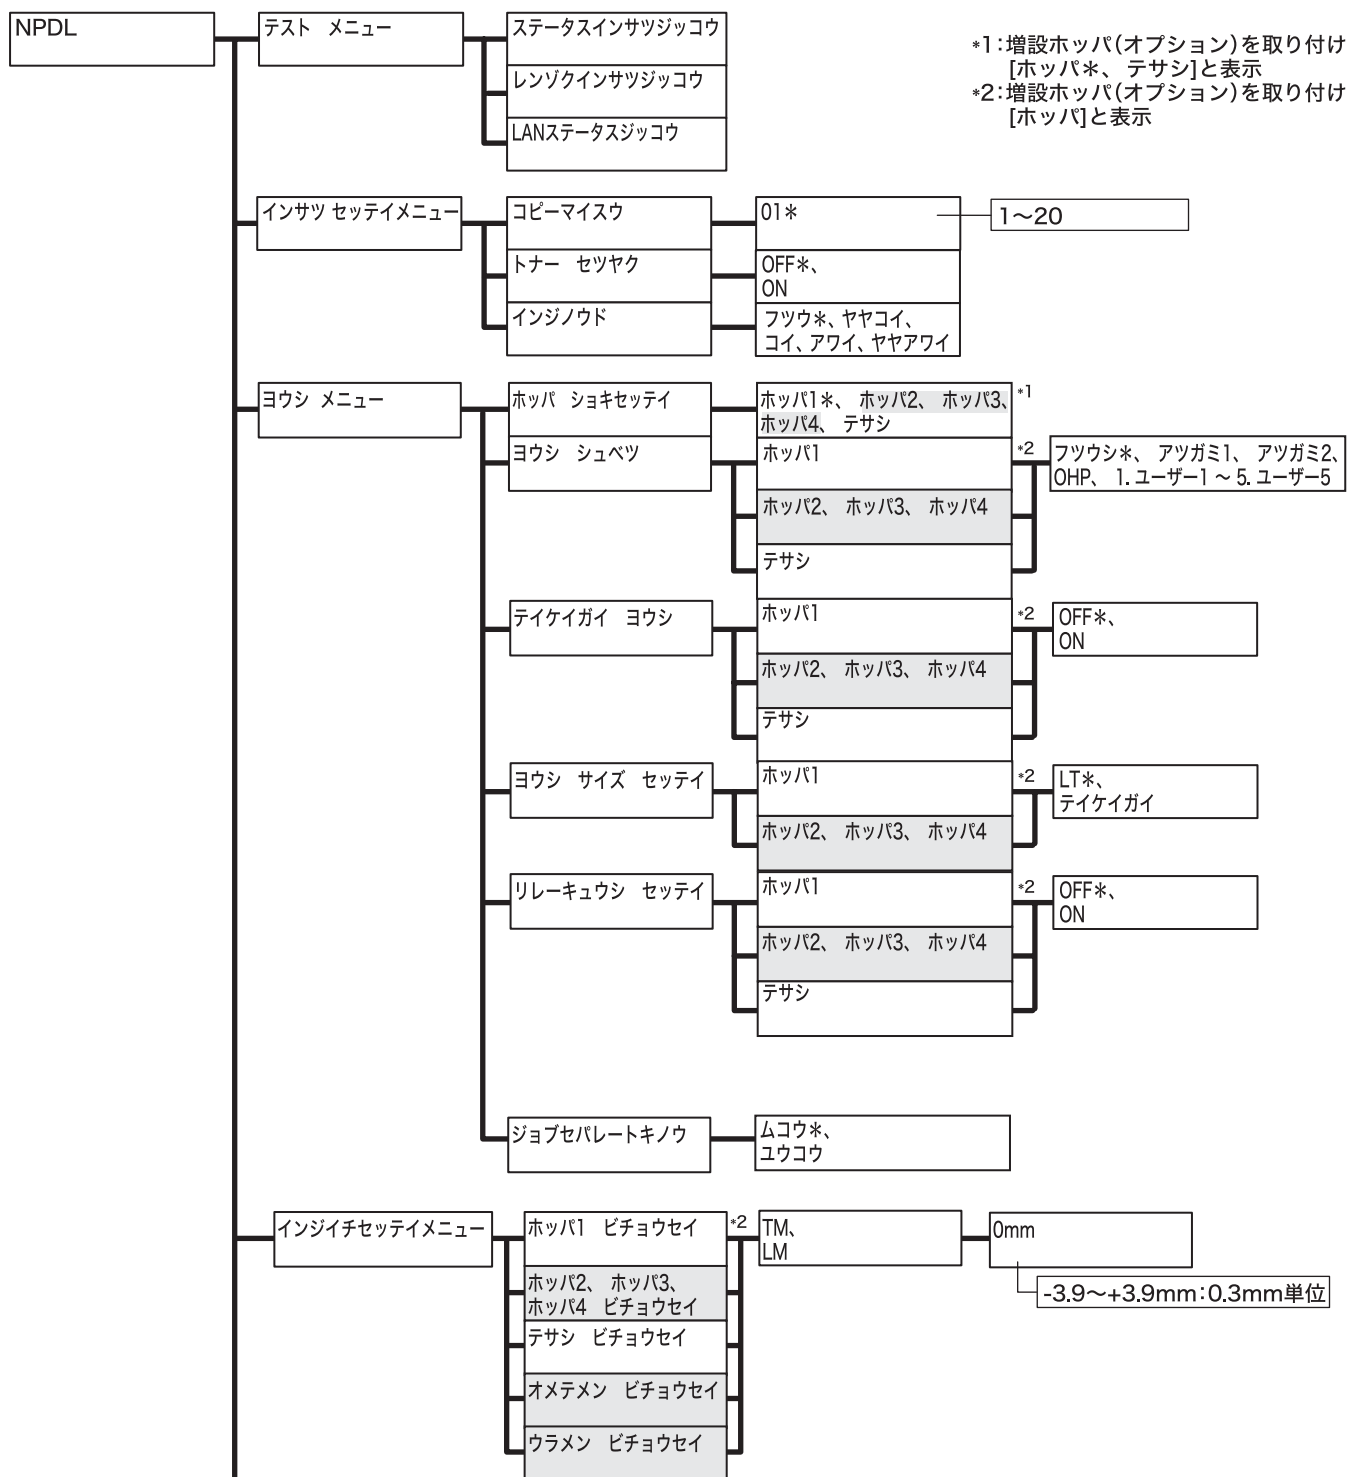 NPDL
テスト メニュー
ステータスインサツジッコウ
レンゾクインサツジッコウ
LANステータスジッコウ
*1:増設ホッパ(オプション)を取り付け
[ホッパ＊、 テサシ]と表示
*2:増設ホッパ(オプション)を取り付け
[ホッパ]と表示
インサツ セッテイメニュー
コピーマイスウ
01＊
1～20
トナー セツヤク
OFF＊、
ON
インジノウド
フツウ＊、ヤヤコイ、
コイ、アワイ、ヤヤアワイ
ヨウシ メニュー
ホッパ ショキセッテイ
ホッパ1＊、 ホッパ2、 ホッパ3、
ホッパ4、 テサシ
*1
ヨウシ シュベツ
ホッパ1
*2
フツウシ＊、 アツガミ1、 アツガミ2、
OHP、 1. ユーザー1 ～ 5. ユーザー5
ホッパ2、 ホッパ3、 ホッパ4
テサシ
テイケイガイ ヨウシ
ホッパ1
*2
OFF＊、
ON
ホッパ2、 ホッパ3、 ホッパ4
テサシ
ヨウシ サイズ セッテイ
ホッパ1
*2
LT＊、
テイケイガイ
ホッパ2、 ホッパ3、 ホッパ4
リレーキュウシ セッテイ
ホッパ1
*2
OFF＊、
ON
ホッパ2、 ホッパ3、 ホッパ4
テサシ
ジョブセパレートキノウ
ムコウ＊、
ユウコウ
インジイチセッテイメニュー
ホッパ1 ビチョウセイ
*2
TM、
LM
0mm
-3.9～+3.9mm:0.3mm単位
ホッパ2、 ホッパ3、
ホッパ4 ビチョウセイ
テサシ ビチョウセイ
オメテメン ビチョウセイ
ウラメン ビチョウセイ